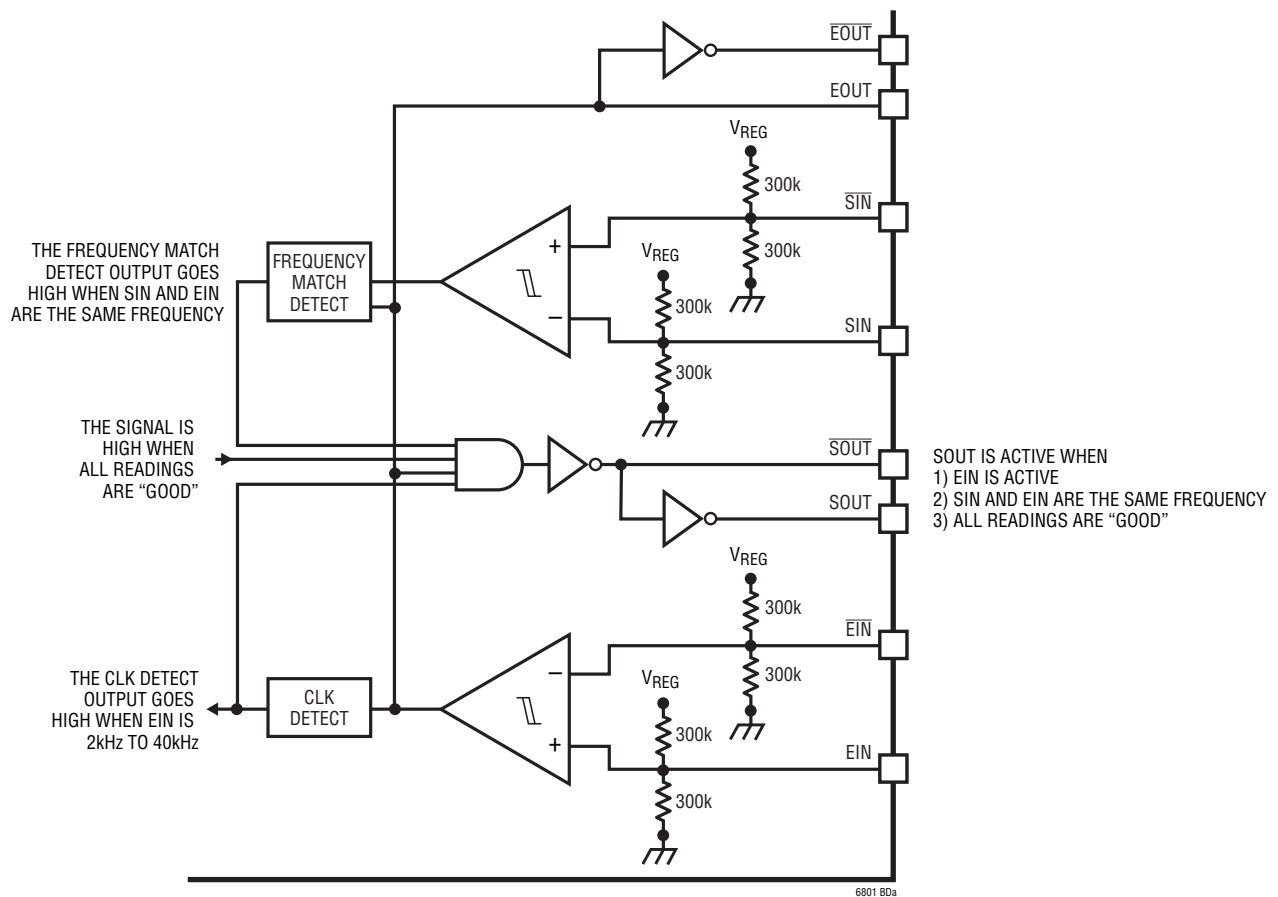 EOUT
EOUT
VREG
300k
SIN
300k
VREG
300k
SIN
300k
THE FREQUENCY MATCH
DETECT OUTPUT GOES
HIGH WHEN SIN AND EIN
ARE THE SAME FREQUENCY
FREQUENCY
MATCH
DETECT
+
–
THE SIGNAL IS
HIGH WHEN
ALL READINGS
ARE “GOOD”
SOUT
SOUT
SOUT IS ACTIVE WHEN
1) EIN IS ACTIVE
2) SIN AND EIN ARE THE SAME FREQUENCY
3) ALL READINGS ARE “GOOD”
VREG
300k
EIN
300k
VREG
300k
EIN
300k
THE CLK DETECT
OUTPUT GOES
HIGH WHEN EIN IS
2kHz TO 40kHz
CLK
DETECT
–
+
6801 BDa